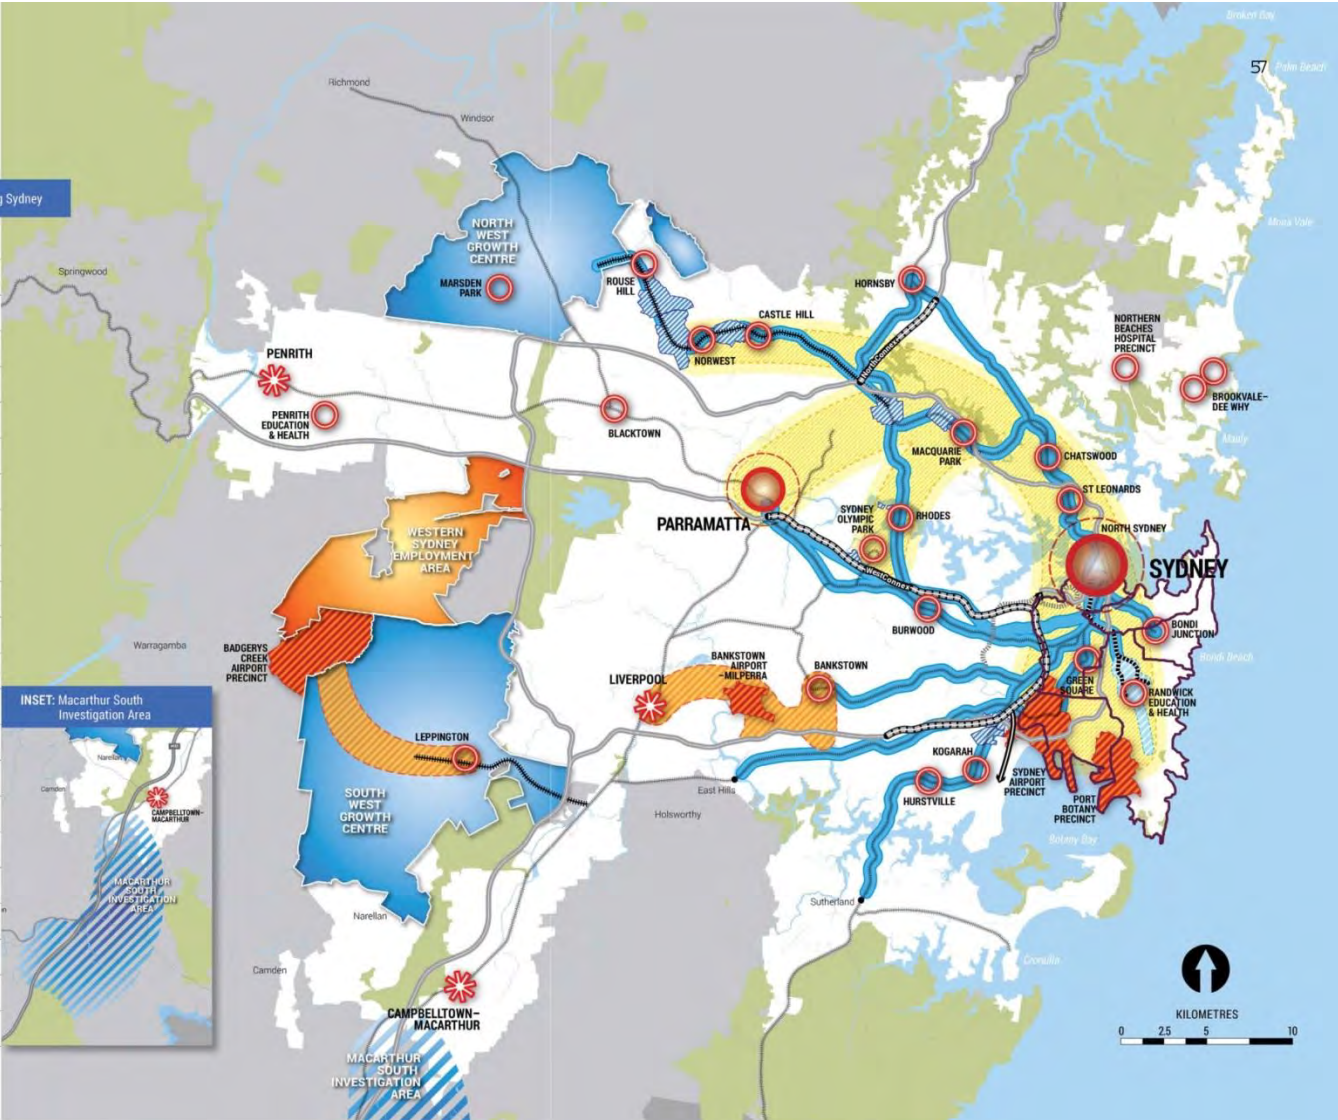 Broken Bay
57
Palm Beach
Richmond
Windsor
g Sydney
NORTH
WEST
GROWTH
CENTRE
MARSDEN
PARK
ROUSE
HILL
Mona Vale
Springwood
HORNSBY
CASTLE HILL
NORWEST
NorthConnex
NORTHERN
BEACHES
HOSPITAL
PRECINCT
PENRITH
PENRITH
EDUCATION
& HEALTH
BLACKTOWN
BROOKVALE–
DEE WHY
Manly
MACQUARIE
PARK
CHATSWOOD
ST LEONARDS
PARRAMATTA
SYDNEY
OLYMPIC
PARK
RHODES
NORTH SYDNEY
WESTERN
SYDNEY
EMPLOYMENT
AREA
WestConnex
SYDNEY
BURWOOD
BONDI
JUNCTION
Bondi Beach
Warragamba
BADGERYS
CREEK
AIRPORT
PRECINCT
LIVERPOOL
BANKSTOWN
AIRPORT
–MILPERRA
BANKSTOWN
GREEN
SQUARE
RANDWICK
EDUCATION
& HEALTH
INSET: Macarthur South
Investigation Area
Narellan
Camden
CAMPBELLTOWN–
MACARTHUR
MACARTHUR
SOUTH
INVESTIGATION
AREA
LEPPINGTON
SOUTH
WEST
GROWTH
CENTRE
East Hills
Holsworthy
KOGARAH
HURSTVILLE
SYDNEY
AIRPORT
PRECINCT
PORT
BOTANY
PRECINCT
Botany Bay
Sutherland
Cronulla
Narellan
Camden
CAMPBELLTOWN–
MACARTHUR
MACARTHUR
SOUTH
INVESTIGATION
AREA
KILOMETRES
0 2.5 5 10